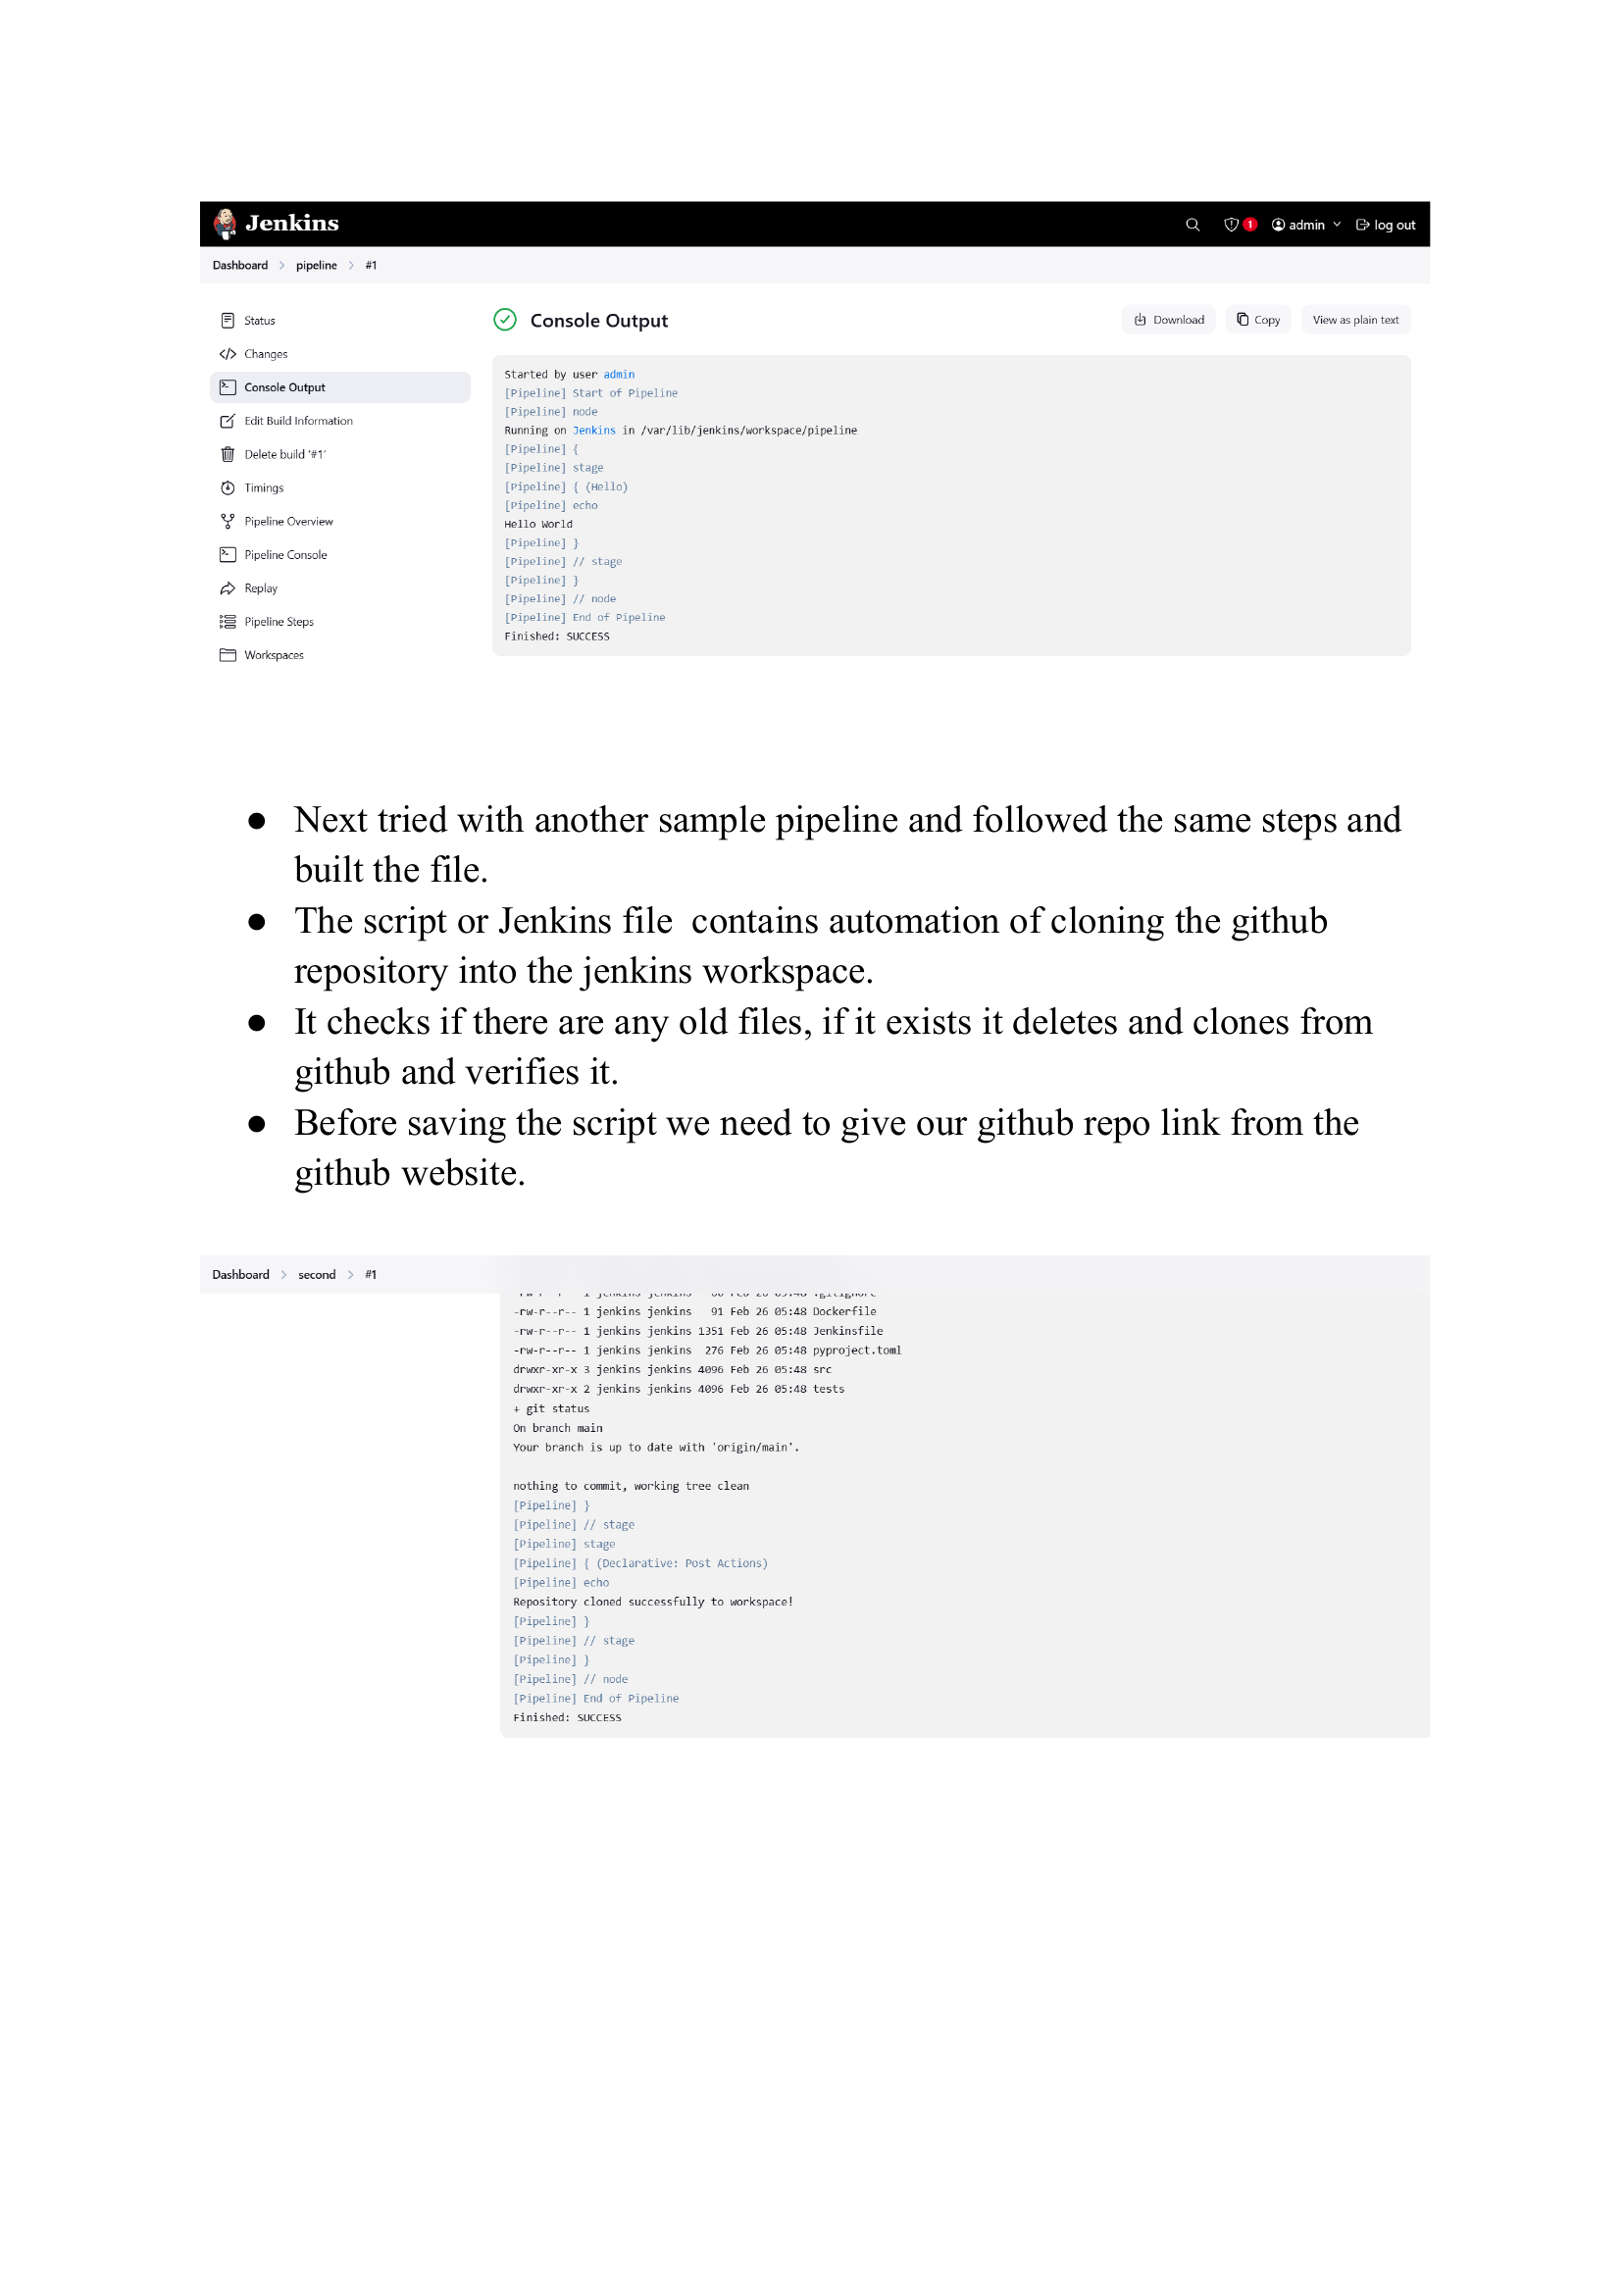 Jenkins
1
admin
log out
Dashboard > pipeline > #1
Status
Changes
Console Output
Edit Build Information
Delete build '#1'
Timings
Pipeline Overview
Pipeline Console
Replay
Pipeline Steps
Workspaces
Console Output
Download
Copy
View as plain text
Started by user admin
[Pipeline] Start of Pipeline
[Pipeline] node
Running on Jenkins in /var/lib/jenkins/workspace/pipeline
[Pipeline] {
[Pipeline] stage
[Pipeline] { (Hello)
[Pipeline] echo
Hello World
[Pipeline] }
[Pipeline] // stage
[Pipeline] }
[Pipeline] // node
[Pipeline] End of Pipeline
Finished: SUCCESS
● Next tried with another sample pipeline and followed the same steps and
built the file.
● The script or Jenkins file  contains automation of cloning the github
repository into the jenkins workspace.
● It checks if there are any old files, if it exists it deletes and clones from
github and verifies it.
● Before saving the script we need to give our github repo link from the
github website.
Dashboard > second > #1
-rw-r--r-- 1 jenkins jenkins Feb 26 05:48 .gitignore
-rw-r--r-- 1 jenkins jenkins   91 Feb 26 05:48 Dockerfile
-rw-r--r-- 1 jenkins jenkins 1351 Feb 26 05:48 Jenkinsfile
-rw-r--r-- 1 jenkins jenkins  276 Feb 26 05:48 pyproject.toml
drwxr-xr-x 3 jenkins jenkins 4096 Feb 26 05:48 src
drwxr-xr-x 2 jenkins jenkins 4096 Feb 26 05:48 tests
+ git status
On branch main
Your branch is up to date with 'origin/main'.
nothing to commit, working tree clean
[Pipeline] }
[Pipeline] // stage
[Pipeline] stage
[Pipeline] { (Declarative: Post Actions)
[Pipeline] echo
Repository cloned successfully to workspace!
[Pipeline] }
[Pipeline] // stage
[Pipeline] }
[Pipeline] // node
[Pipeline] End of Pipeline
Finished: SUCCESS